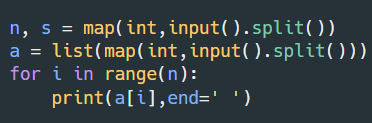 n, s = map(int,input().split())
a = list(map(int,input().split()))
for i in range(n):
    print(a[i],end=' ')